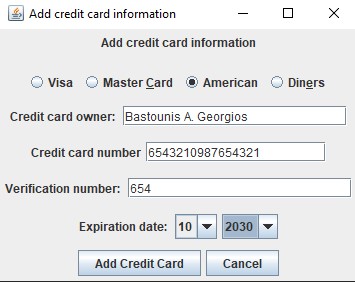 Add credit card information
Add credit card information
Visa Master Card American Diners
Credit card owner: Bastounis A. Georgios
Credit card number 6543210987654321
Verification number: 654
Expiration date: 10 2030
Add Credit Card Cancel